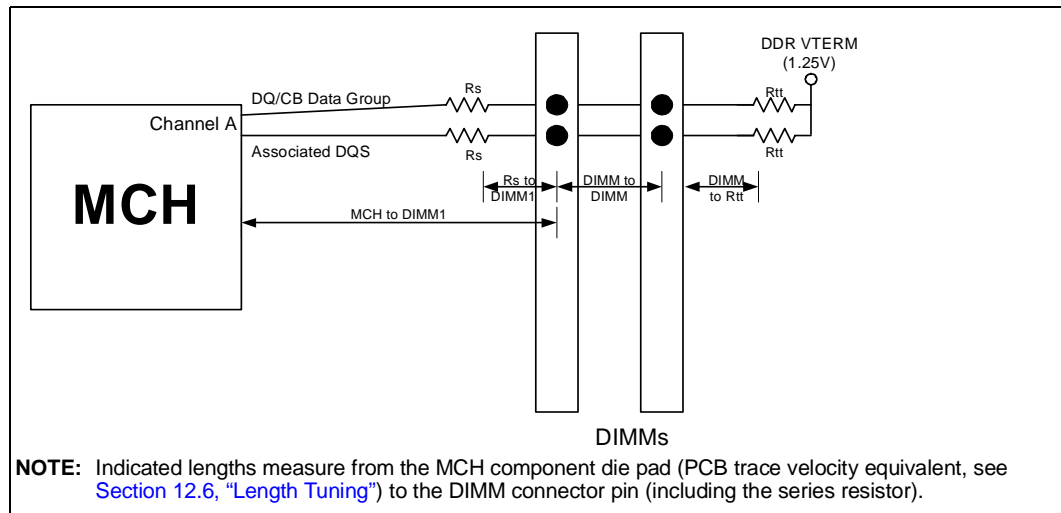 DDR VTERM
(1.25V)
Rs
Rtt
DQ/CB Data Group
Channel A
Associated DQS
Rs
Rtt
MCH
Rs to
DIMM1
DIMM to
DIMM
DIMM
to Rtt
MCH to DIMM1
DIMMs
NOTE: Indicated lengths measure from the MCH component die pad (PCB trace velocity equivalent, see
Section 12.6, “Length Tuning”) to the DIMM connector pin (including the series resistor).